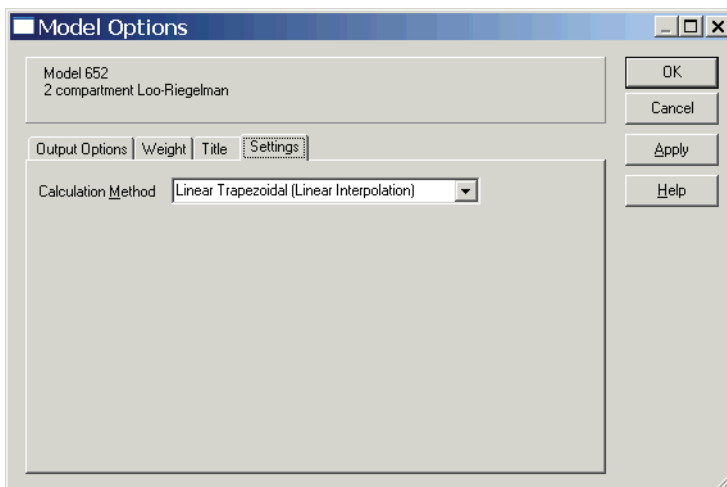 Model Options
Model 652
2 compartment Loo-Riegelman
OK
Cancel
Apply
Help
Output Options
Weight
Title
Settings
Calculation Method
Linear Trapezoidal (Linear Interpolation)